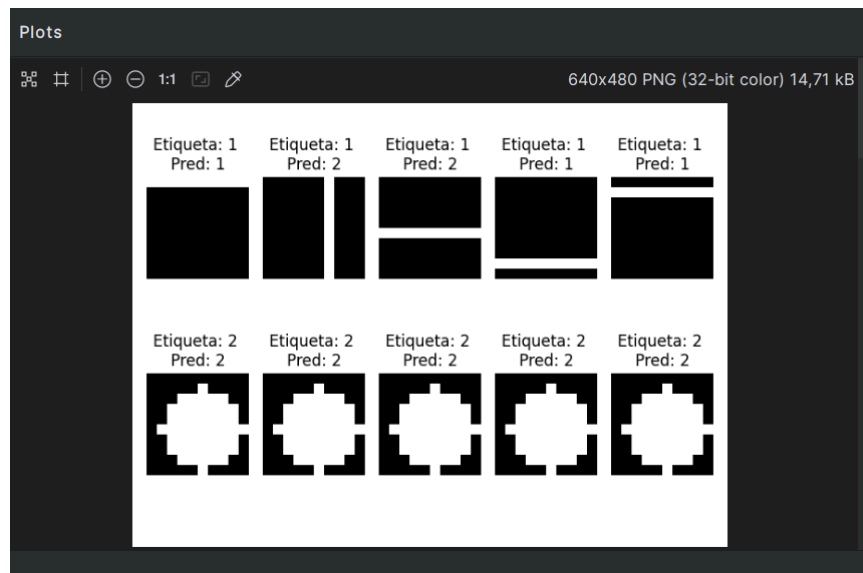 Plots
1:1
640x480 PNG (32-bit color) 14,71 kB
Etiqueta: 1 Etiqueta: 1 Etiqueta: 1 Etiqueta: 1 Etiqueta: 1
Pred: 1 Pred: 2 Pred: 2 Pred: 1 Pred: 1
Etiqueta: 2 Etiqueta: 2 Etiqueta: 2 Etiqueta: 2 Etiqueta: 2
Pred: 2 Pred: 2 Pred: 2 Pred: 2 Pred: 2